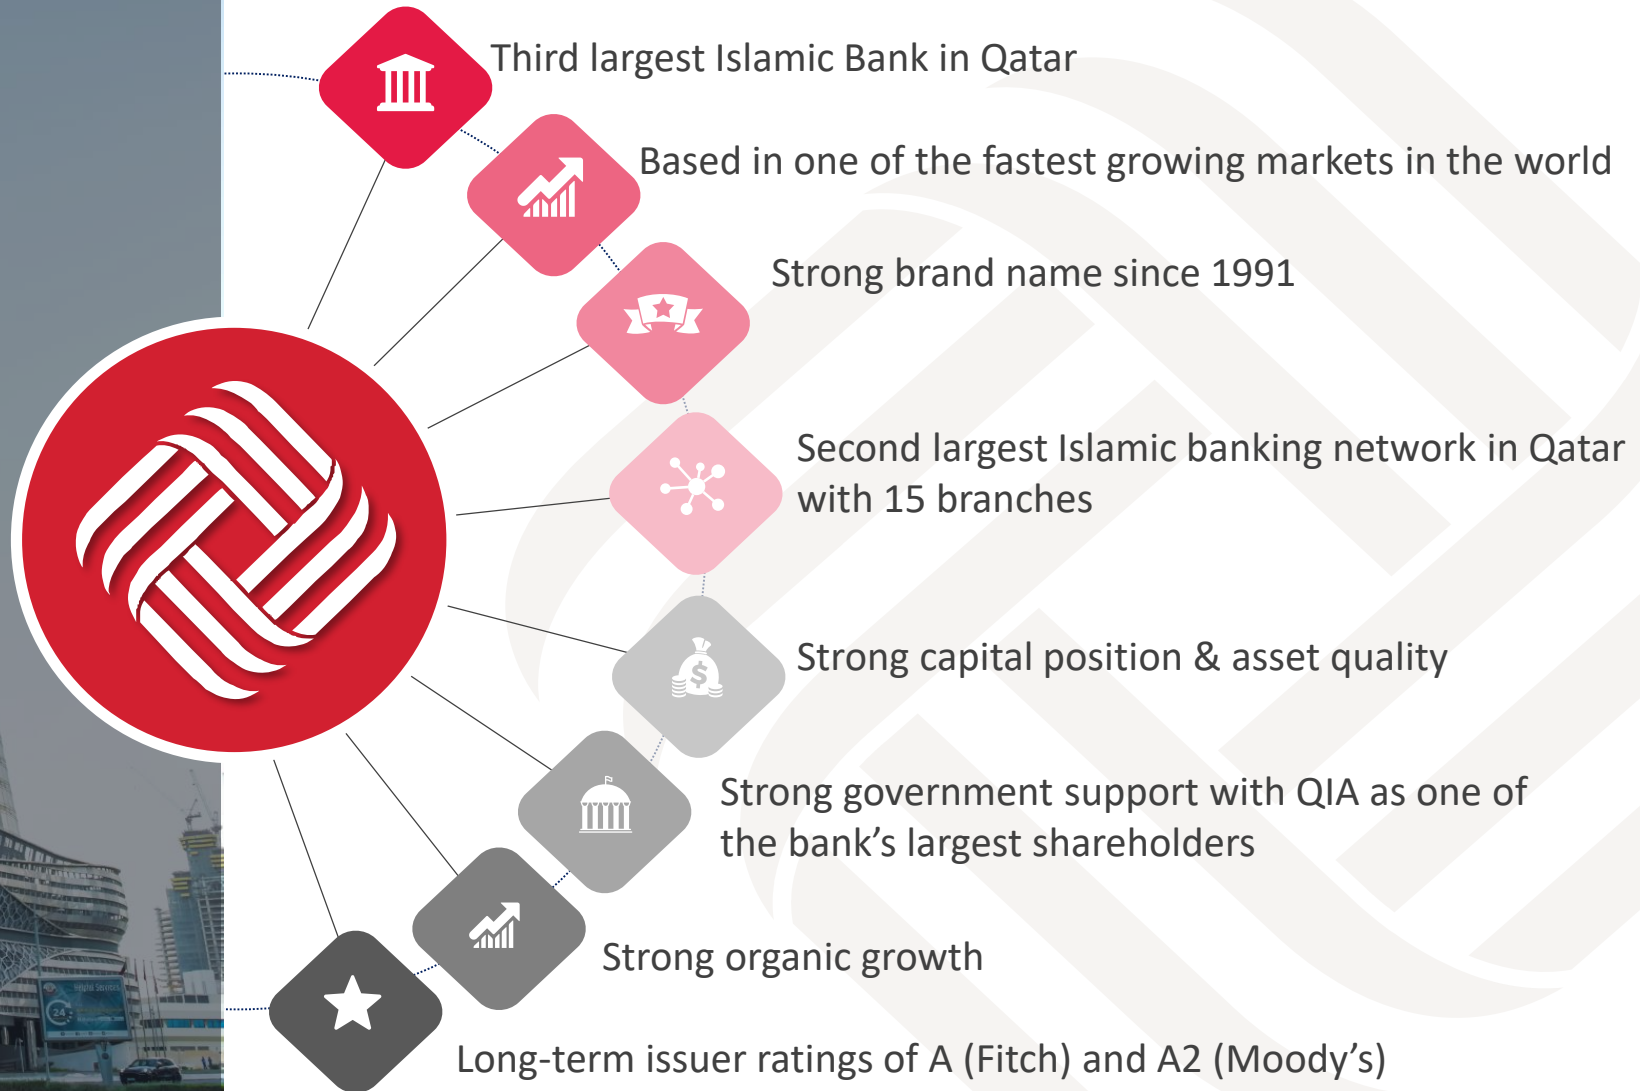 Third largest Islamic Bank in Qatar
Based in one of the fastest growing markets in the world
Strong brand name since 1991
Second largest Islamic banking network in Qatar
with 15 branches
Strong capital position & asset quality
$
Strong government support with QIA as one of
the bank’s largest shareholders
Strong organic growth
24
Long-term issuer ratings of A (Fitch) and A2 (Moody’s)